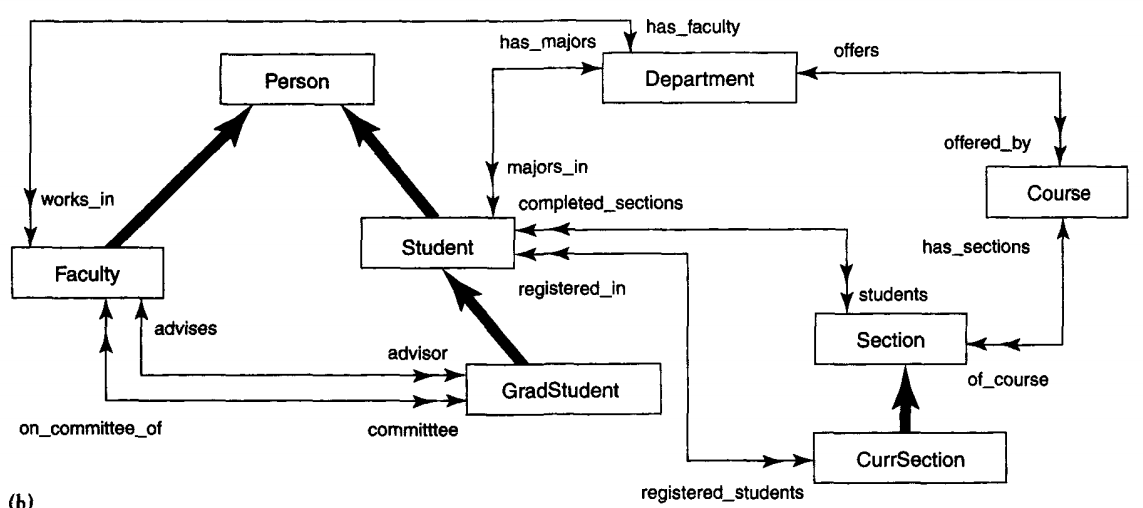 has_faculty
has_majors
offers
Person
Department
majors_in
offered_by
works_in
completed_sections
Course
Student
has_sections
Faculty
registered_in
students
advises
Section
advisor
of_course
GradStudent
on_committee_of
committtee
CurrSection
registered_students
(b)